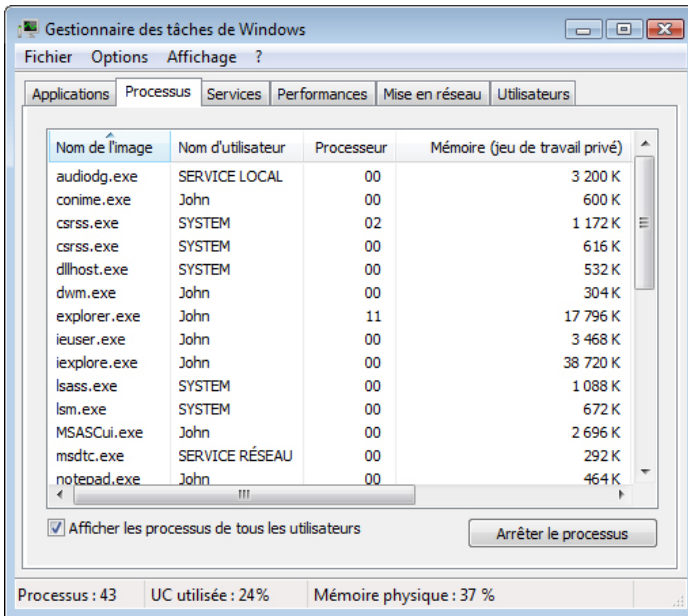 Gestionnaire des tâches de Windows
Fichier Options Affichage ?
Applications Processus Services Performances Mise en réseau Utilisateurs
Nom de l'image Nom d'utilisateur Processeur Mémoire (jeu de travail privé)
audiodg.exe SERVICE LOCAL 00 3 200 K
conime.exe John 00 600 K
csrss.exe SYSTEM 02 1 172 K
csrss.exe SYSTEM 00 616 K
dllhost.exe SYSTEM 00 532 K
dwm.exe John 00 304 K
explorer.exe John 11 17 796 K
ieuser.exe John 00 3 468 K
iexplore.exe John 00 38 720 K
lsass.exe SYSTEM 00 1 088 K
lsm.exe SYSTEM 00 672 K
MSASCui.exe John 00 2 696 K
msdtc.exe SERVICE RÉSEAU 00 292 K
notepad.exe John 00 464 K
Afficher les processus de tous les utilisateurs
Arrêter le processus
Processus : 43 UC utilisée : 24% Mémoire physique : 37 %